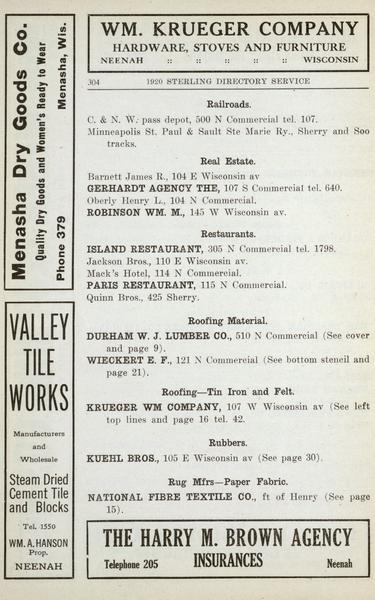 WM. KRUEGER COMPANY
HARDWARE, STOVES AND FURNITURE
NEENAH :: :: :: :: :: WISCONSIN
304 1920 STERLING DIRECTORY SERVICE
Railroads.
C. & N. W. pass depot, 500 N Commercial tel. 107.
Minneapolis St. Paul & Sault Ste Marie Ry., Sherry and Soo
tracks.
Real Estate.
Barnett James R., 104 E Wisconsin av
GERHARDT AGENCY THE, 107 S Commercial tel. 640.
Oberly Henry L., 104 N Commercial.
ROBINSON WM. M., 145 W Wisconsin av.
Restaurants.
ISLAND RESTAURANT, 305 N Commercial tel. 1798.
Jackson Bros., 110 E Wisconsin av.
Mack's Hotel, 114 N Commercial.
PARIS RESTAURANT, 115 N Commercial.
Quinn Bros., 425 Sherry.
Roofing Material.
DURHAM W. J. LUMBER CO., 510 N Commercial (See cover
and page 9).
WIECKERT E. F., 121 N Commercial (See bottom stencil and
page 21).
Roofing—Tin Iron and Felt.
KRUEGER WM COMPANY, 107 W Wisconsin av (See left
top lines and page 16 tel. 42.
Rubbers.
KUEHL BROS., 105 E Wisconsin av (See page 30).
Rug Mfrs—Paper Fabric.
NATIONAL FIBRE TEXTILE CO., ft of Henry (See page
15).
THE HARRY M. BROWN AGENCY
Telephone 205 INSURANCES Neenah
Menasha Dry Goods Co.
Quality Dry Goods and Women's Ready to Wear
Phone 379 Menasha, Wis.
VALLEY
TILE
WORKS
Manufacturers
and
Wholesale
Steam Dried
Cement Tile
and Blocks
Tel. 1550
WM. A. HANSON
Prop.
NEENAH